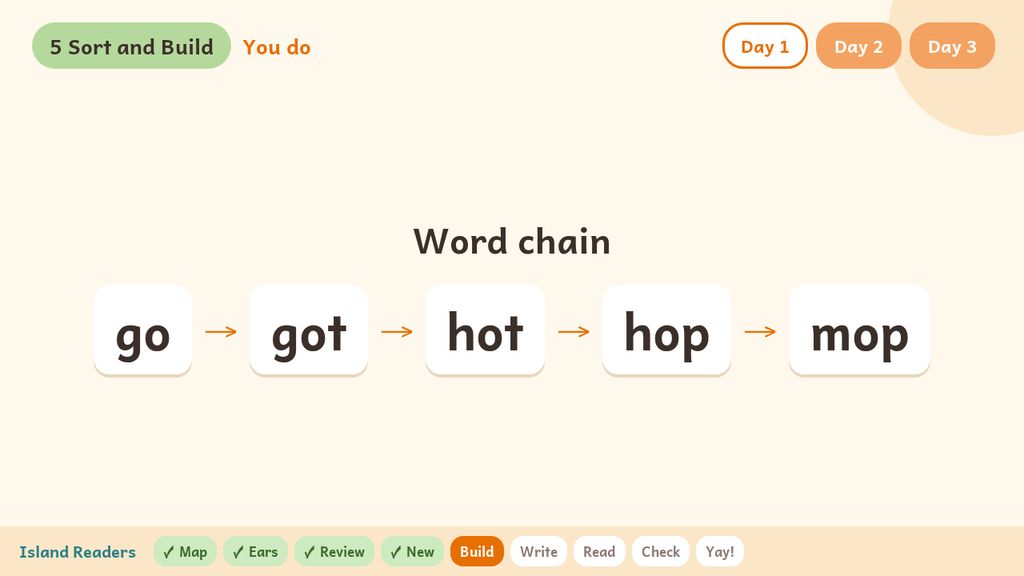 5 Sort and Build You do Day 1 Day 2 Day 3
Word chain
go → got → hot → hop → mop
Island Readers ✓ Map ✓ Ears ✓ Review ✓ New Build Write Read Check Yay!